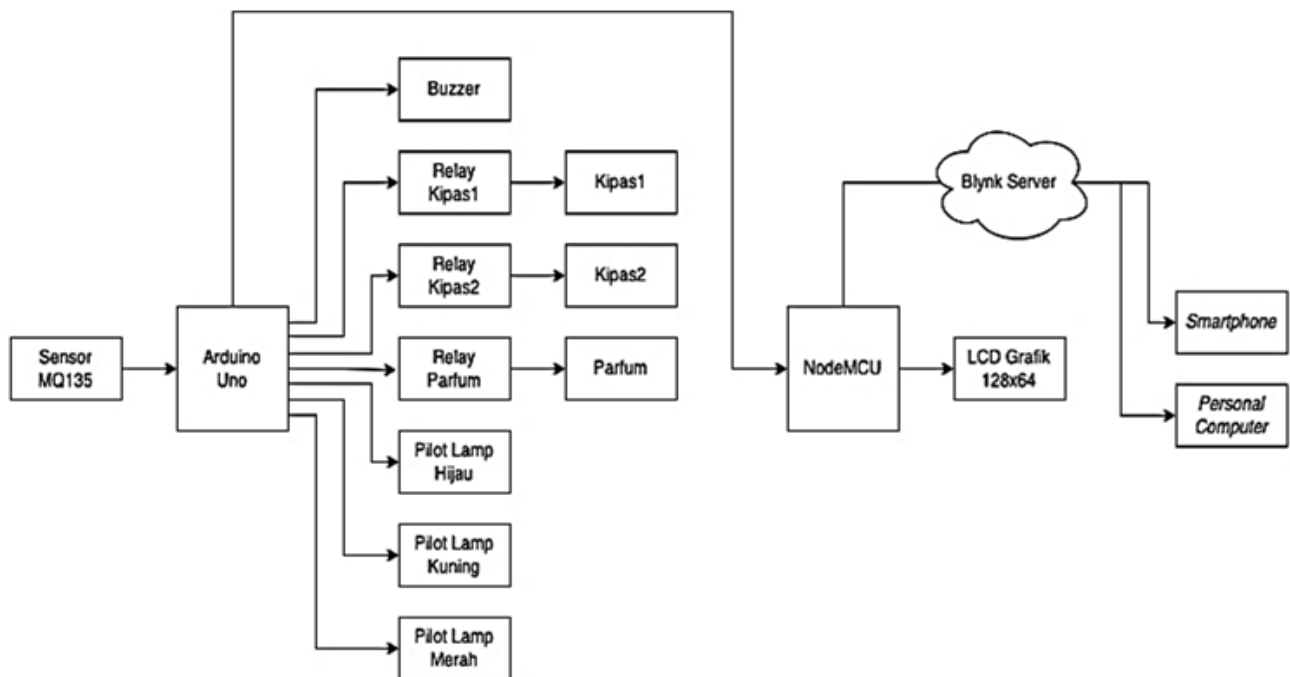 Buzzer
Relay
Kipas1
Kipas1
Relay
Kipas2
Kipas2
Sensor
MQ135
Arduino
Uno
Relay
Parfum
Parfum
Pilot Lamp
Hijau
Pilot Lamp
Kuning
Pilot Lamp
Merah
NodeMCU
LCD Grafik
128x64
Blynk Server
Smartphone
Personal
Computer